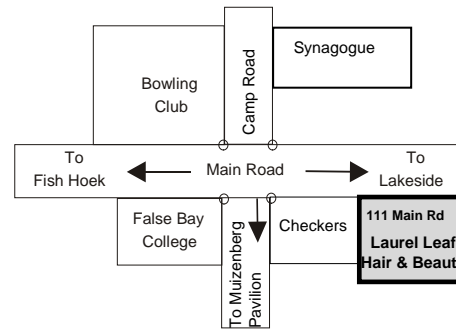 Synagogue
Bowling
Club
Camp Road
To
Fish Hoek
Main Road
To
Lakeside
False Bay
College
To Muizenberg
Pavilion
Checkers
111 Main Rd
Laurel Leaf
Hair & Beaut